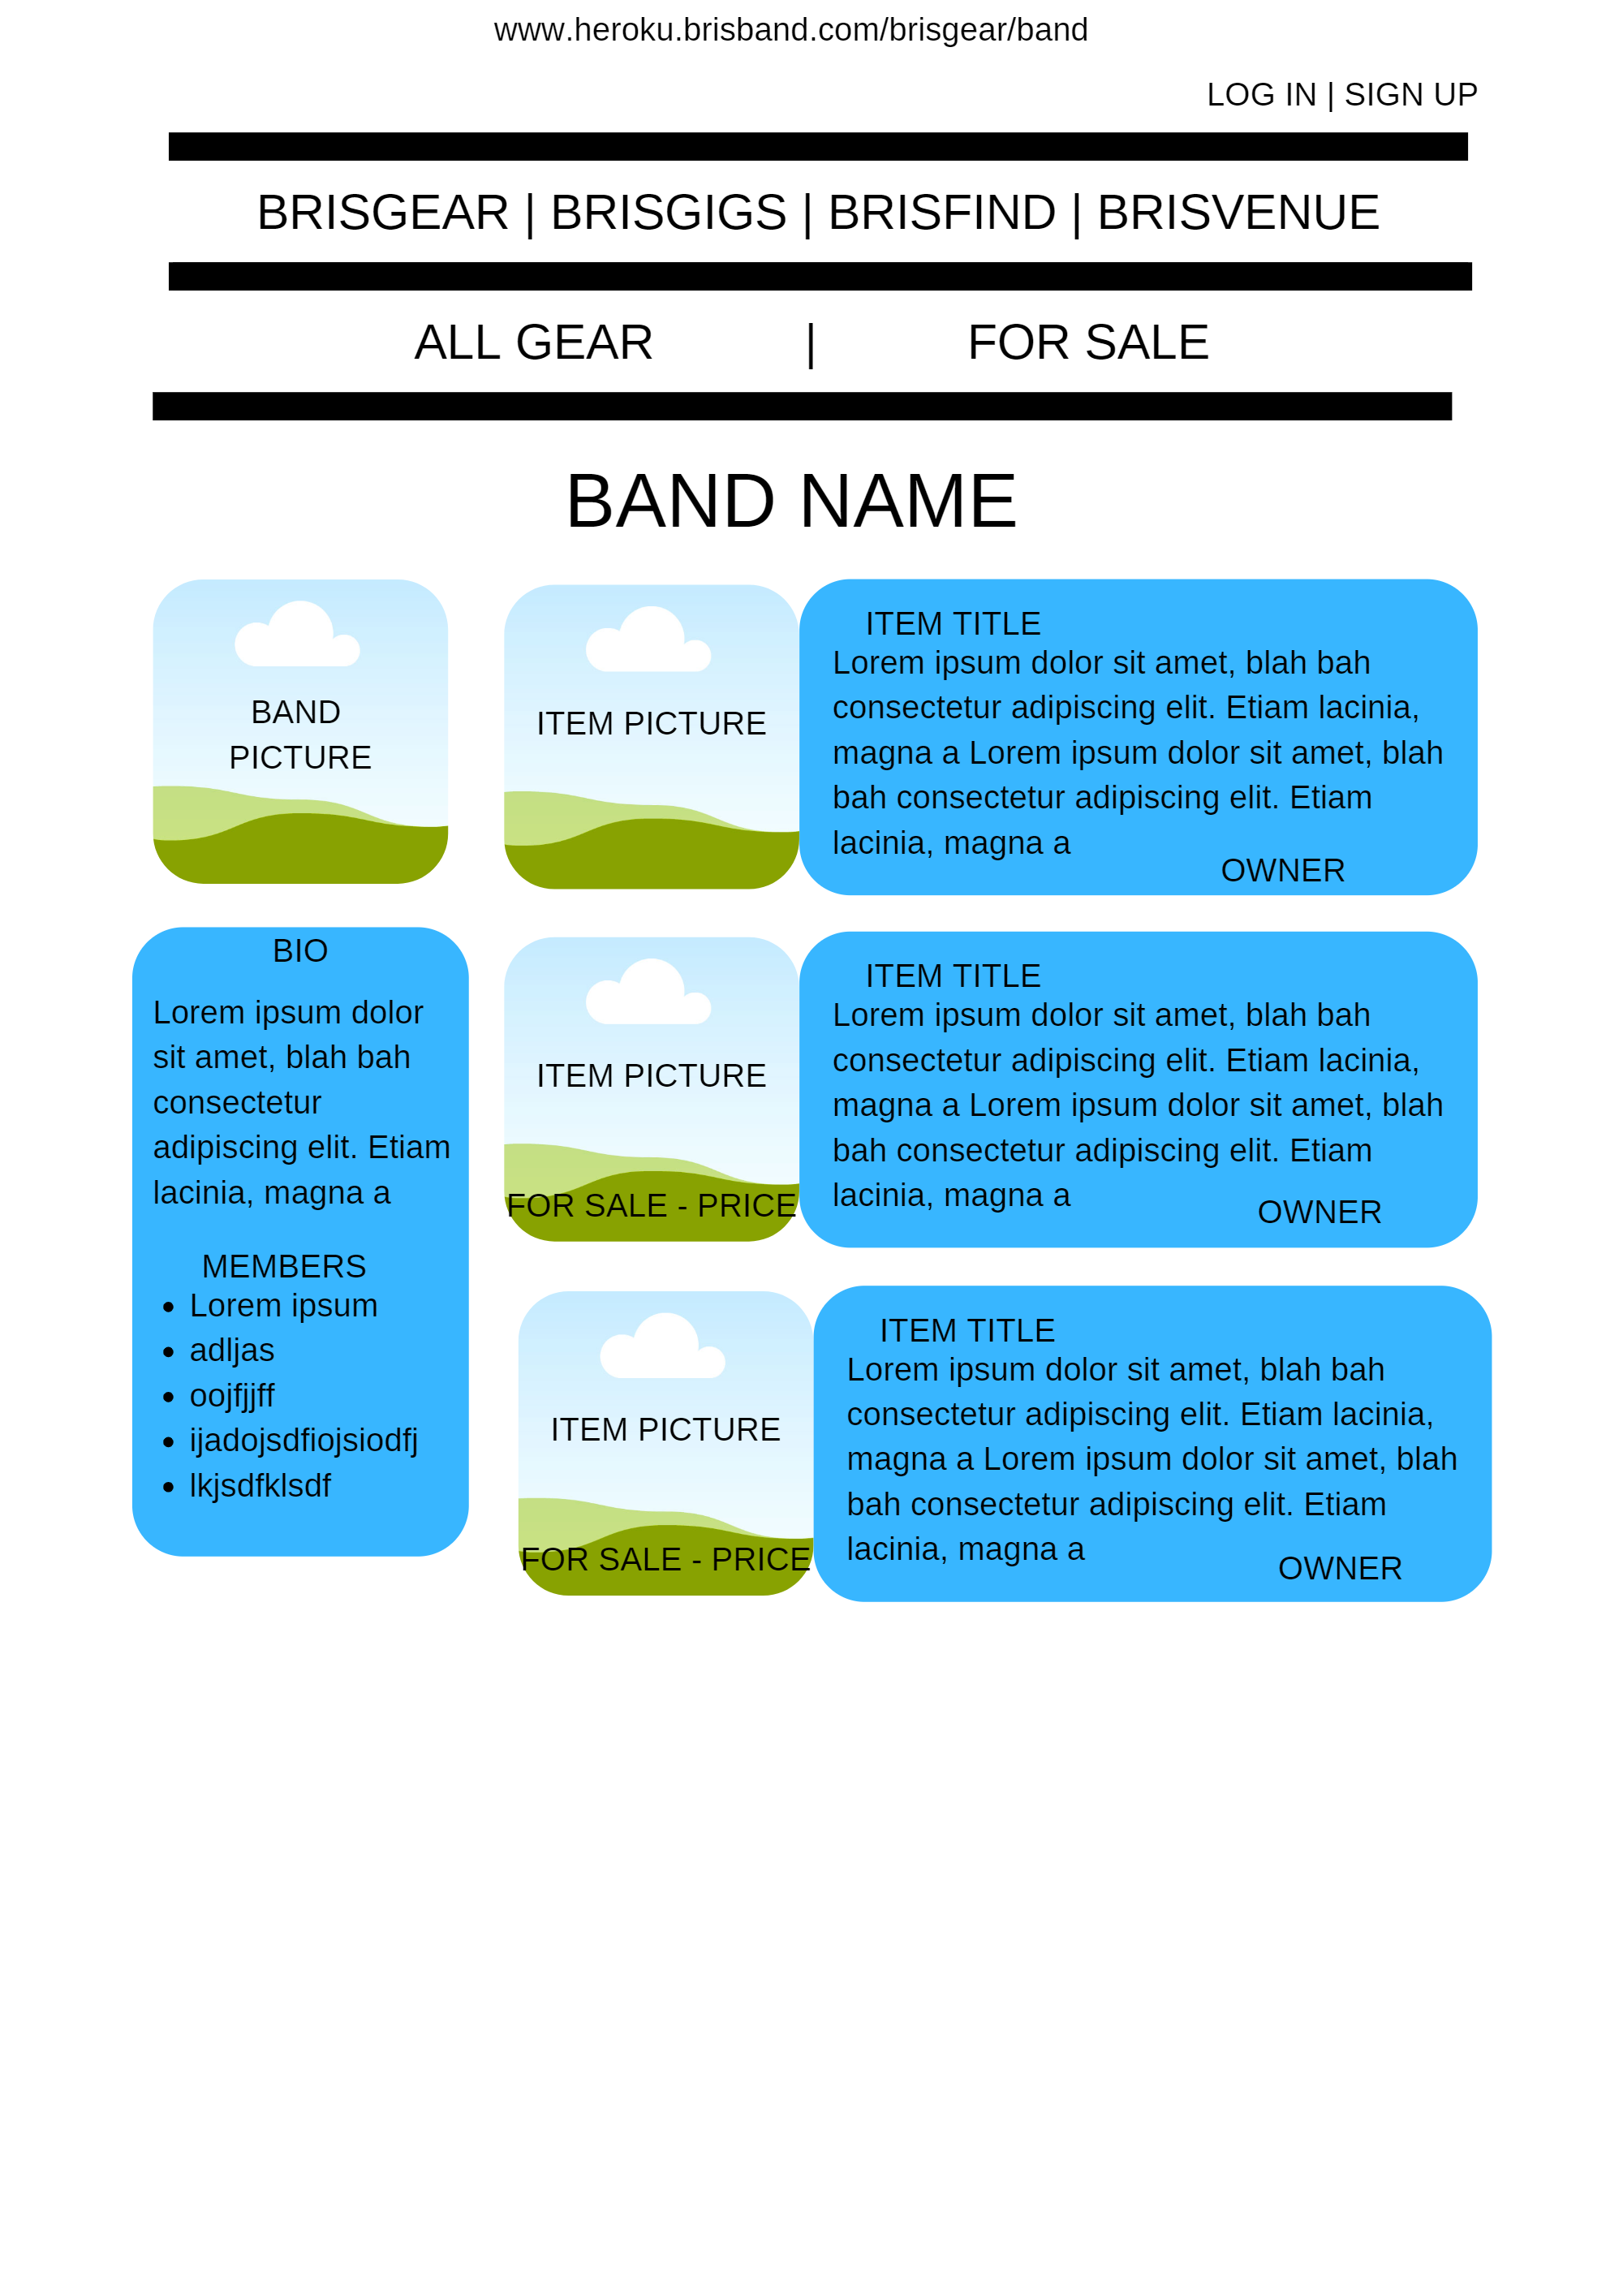 www.heroku.brisband.com/brisgear/band
LOG IN | SIGN UP
BRISGEAR | BRISGIGS | BRISFIND | BRISVENUE
ALL GEAR | FOR SALE
BAND NAME
BAND
PICTURE
BIO
Lorem ipsum dolor
sit amet, blah bah
consectetur
adipiscing elit. Etiam
lacinia, magna a
MEMBERS
• Lorem ipsum
• adljas
• oojfjjff
• ijadojsdfiojsiodfj
• lkjsdfklsdf
ITEM PICTURE
ITEM TITLE
Lorem ipsum dolor sit amet, blah bah
consectetur adipiscing elit. Etiam lacinia,
magna a Lorem ipsum dolor sit amet, blah
bah consectetur adipiscing elit. Etiam
lacinia, magna a
OWNER
ITEM PICTURE
FOR SALE - PRICE
ITEM TITLE
Lorem ipsum dolor sit amet, blah bah
consectetur adipiscing elit. Etiam lacinia,
magna a Lorem ipsum dolor sit amet, blah
bah consectetur adipiscing elit. Etiam
lacinia, magna a
OWNER
ITEM PICTURE
FOR SALE - PRICE
ITEM TITLE
Lorem ipsum dolor sit amet, blah bah
consectetur adipiscing elit. Etiam lacinia,
magna a Lorem ipsum dolor sit amet, blah
bah consectetur adipiscing elit. Etiam
lacinia, magna a
OWNER